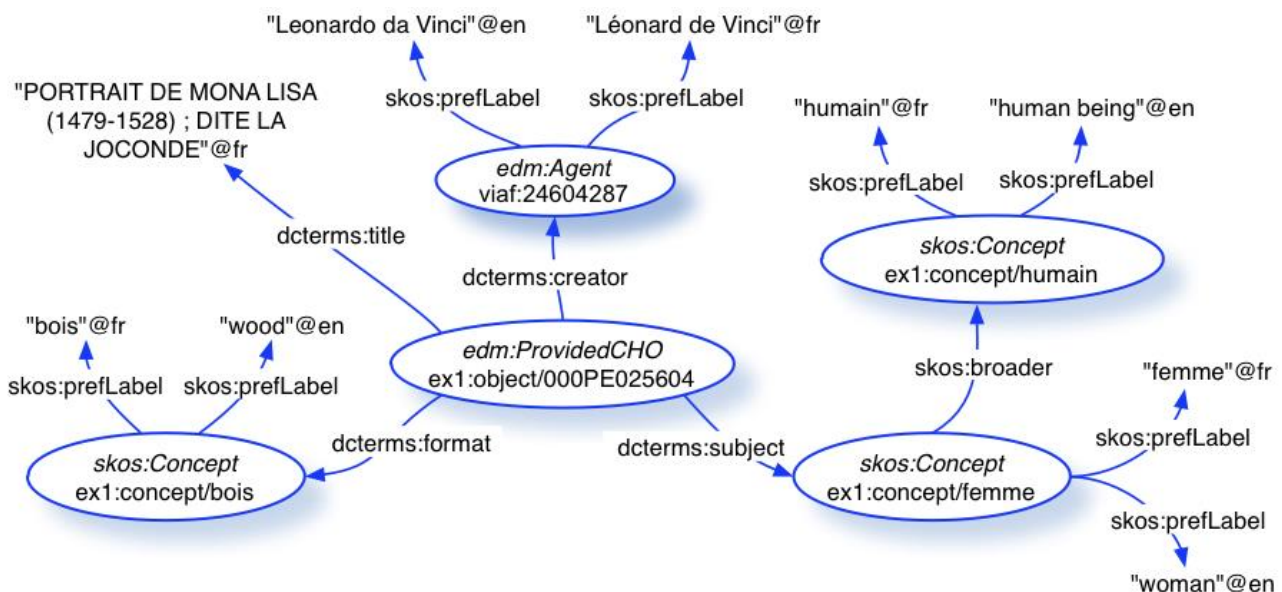 "Leonardo da Vinci"@en
"Léonard de Vinci"@fr
skos:prefLabel
skos:prefLabel
"PORTRAIT DE MONA LISA
(1479-1528) ; DITE LA
JOCONDE"@fr
edm:Agent
viaf:24604287
"humain"@fr
"human being"@en
skos:prefLabel
skos:prefLabel
dcterms:title
dcterms:creator
skos:Concept
ex1:concept/humain
"bois"@fr
"wood"@en
skos:prefLabel
skos:prefLabel
edm:ProvidedCHO
ex1:object/000PE025604
skos:broader
"femme"@fr
skos:prefLabel
dcterms:format
dcterms:subject
skos:Concept
ex1:concept/bois
skos:Concept
ex1:concept/femme
skos:prefLabel
"woman"@en